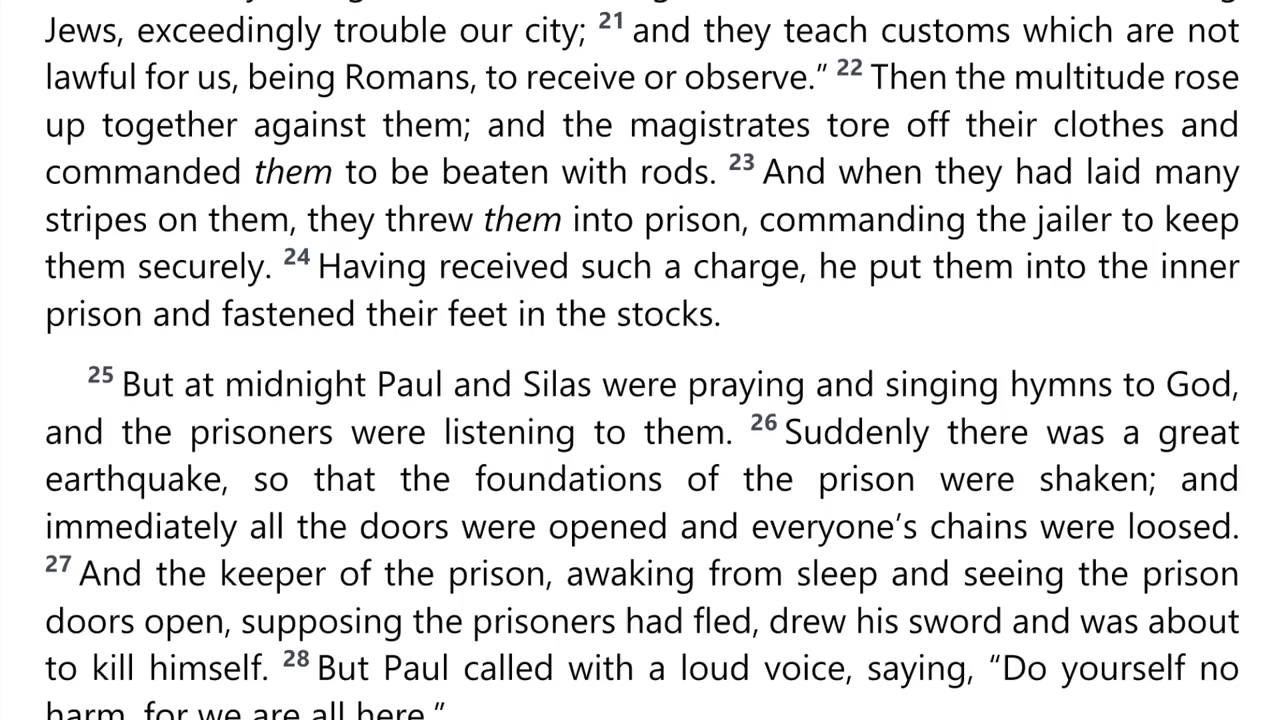 Jews, exceedingly trouble our city; 21 and they teach customs which are not
lawful for us, being Romans, to receive or observe.” 22 Then the multitude rose
up together against them; and the magistrates tore off their clothes and
commanded them to be beaten with rods. 23 And when they had laid many
stripes on them, they threw them into prison, commanding the jailer to keep
them securely. 24 Having received such a charge, he put them into the inner
prison and fastened their feet in the stocks.
25 But at midnight Paul and Silas were praying and singing hymns to God,
and the prisoners were listening to them. 26 Suddenly there was a great
earthquake, so that the foundations of the prison were shaken; and
immediately all the doors were opened and everyone’s chains were loosed.
27 And the keeper of the prison, awaking from sleep and seeing the prison
doors open, supposing the prisoners had fled, drew his sword and was about
to kill himself. 28 But Paul called with a loud voice, saying, “Do yourself no
harm, for we are all here.”